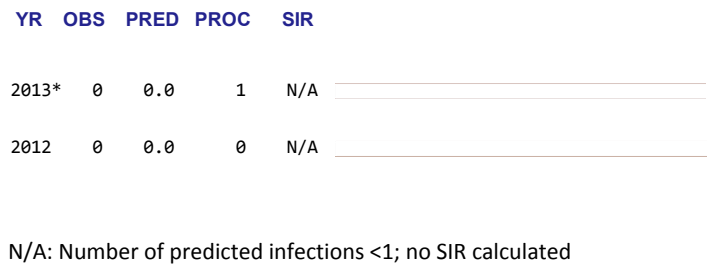 YR OBS PRED PROC SIR
2013* 0 0.0 1 N/A
2012 0 0.0 0 N/A
N/A: Number of predicted infections <1; no SIR calculated